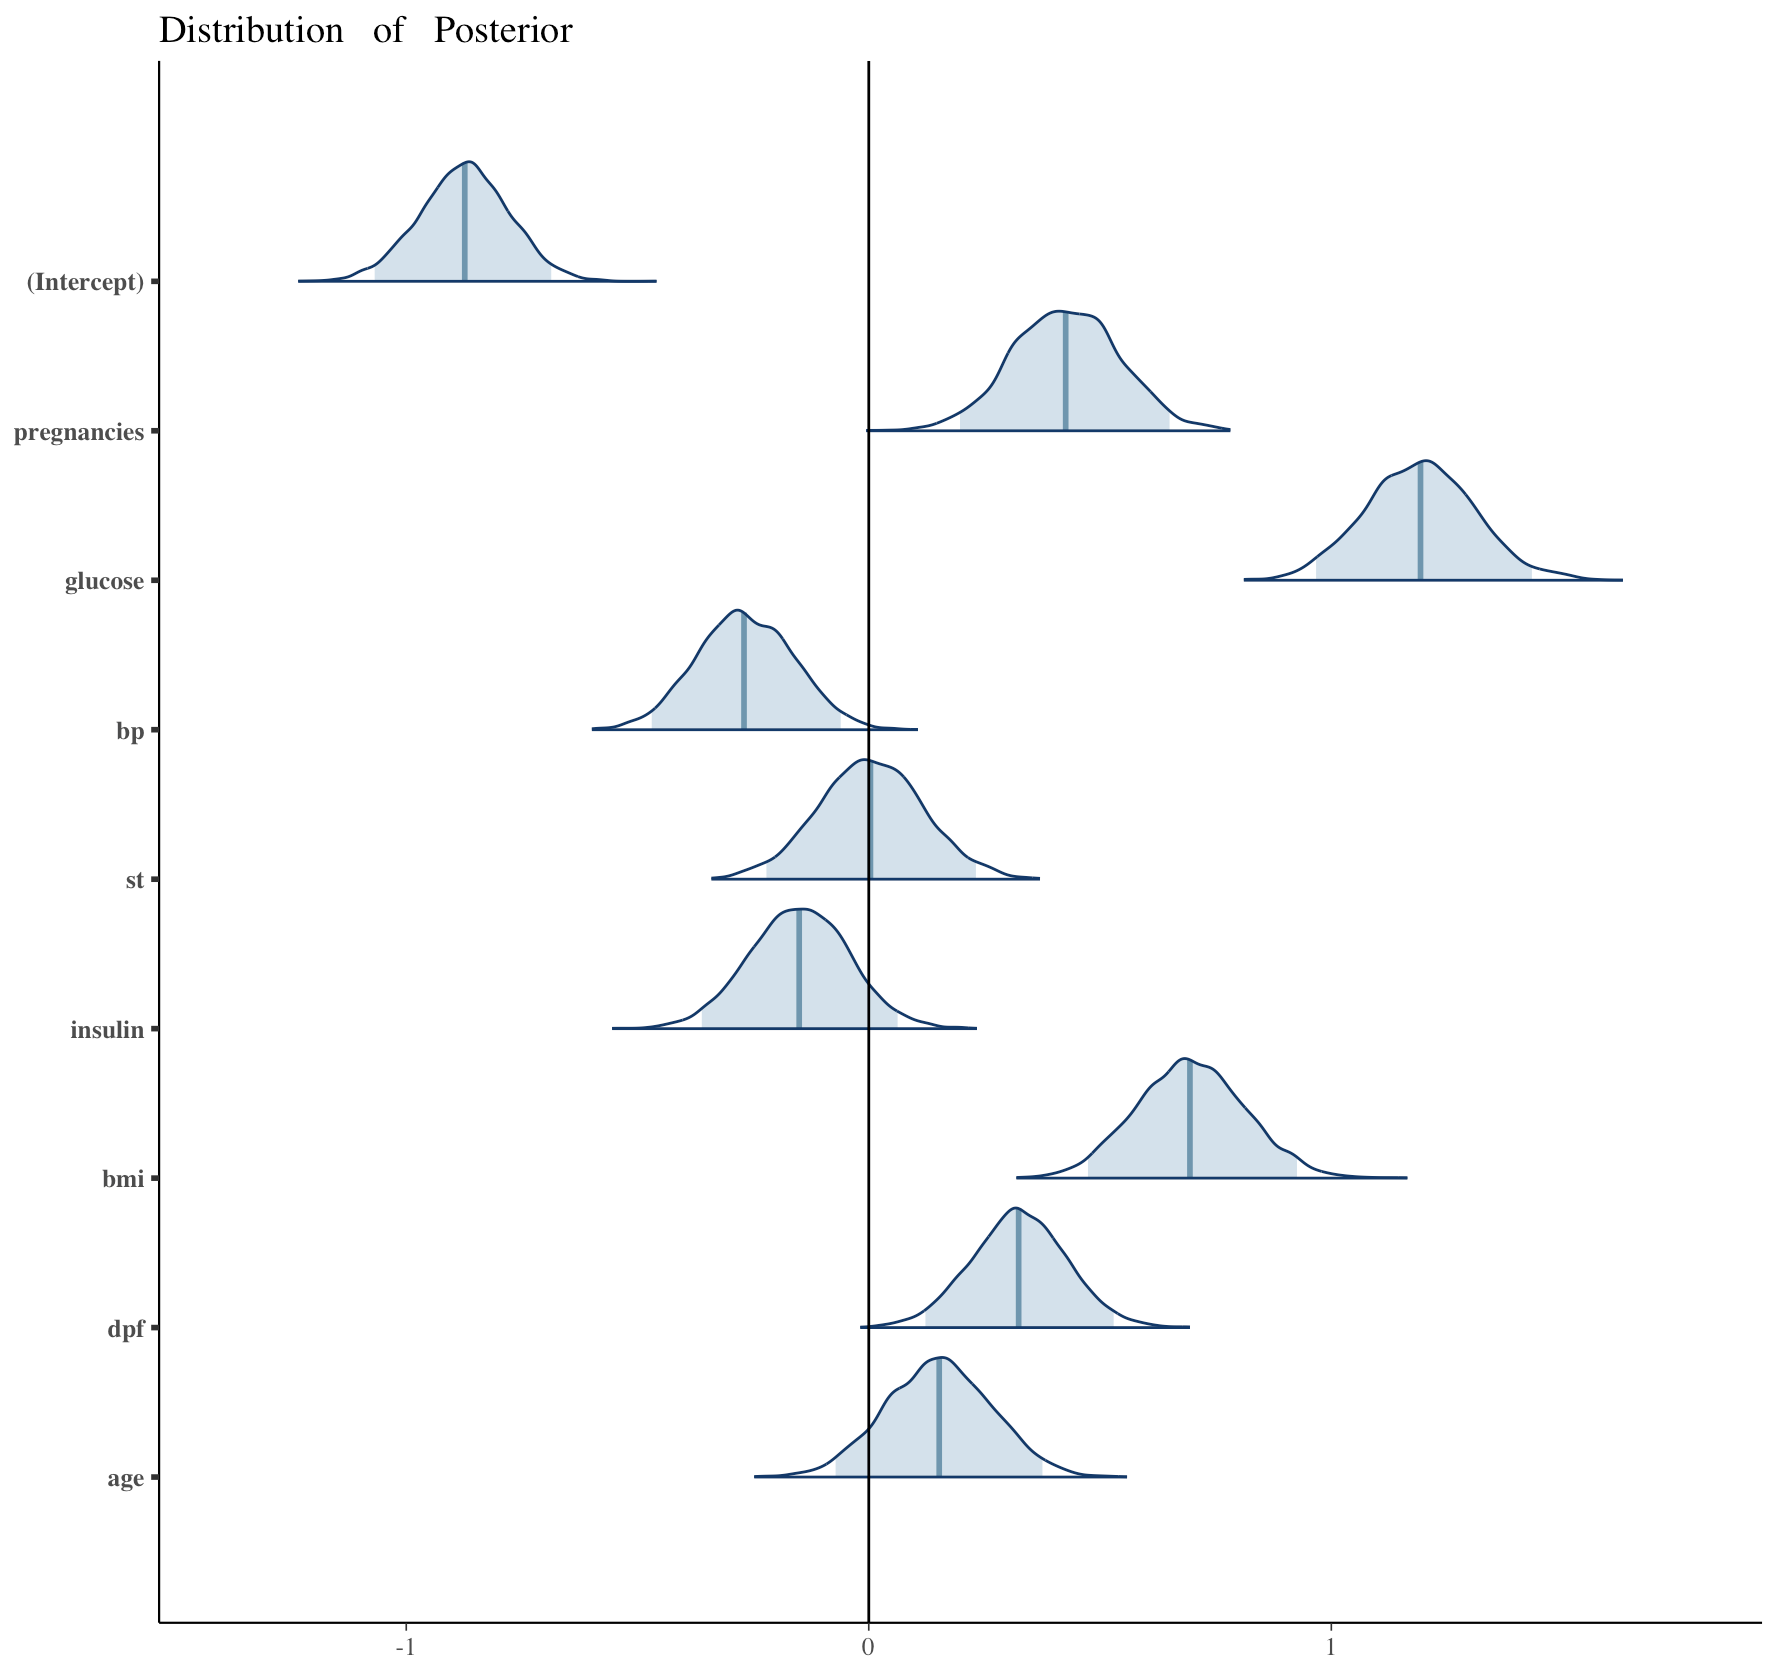 Distribution of Posterior
(Intercept)
pregnancies
glucose
bp
st
insulin
bmi
dpf
age
-1 0 1